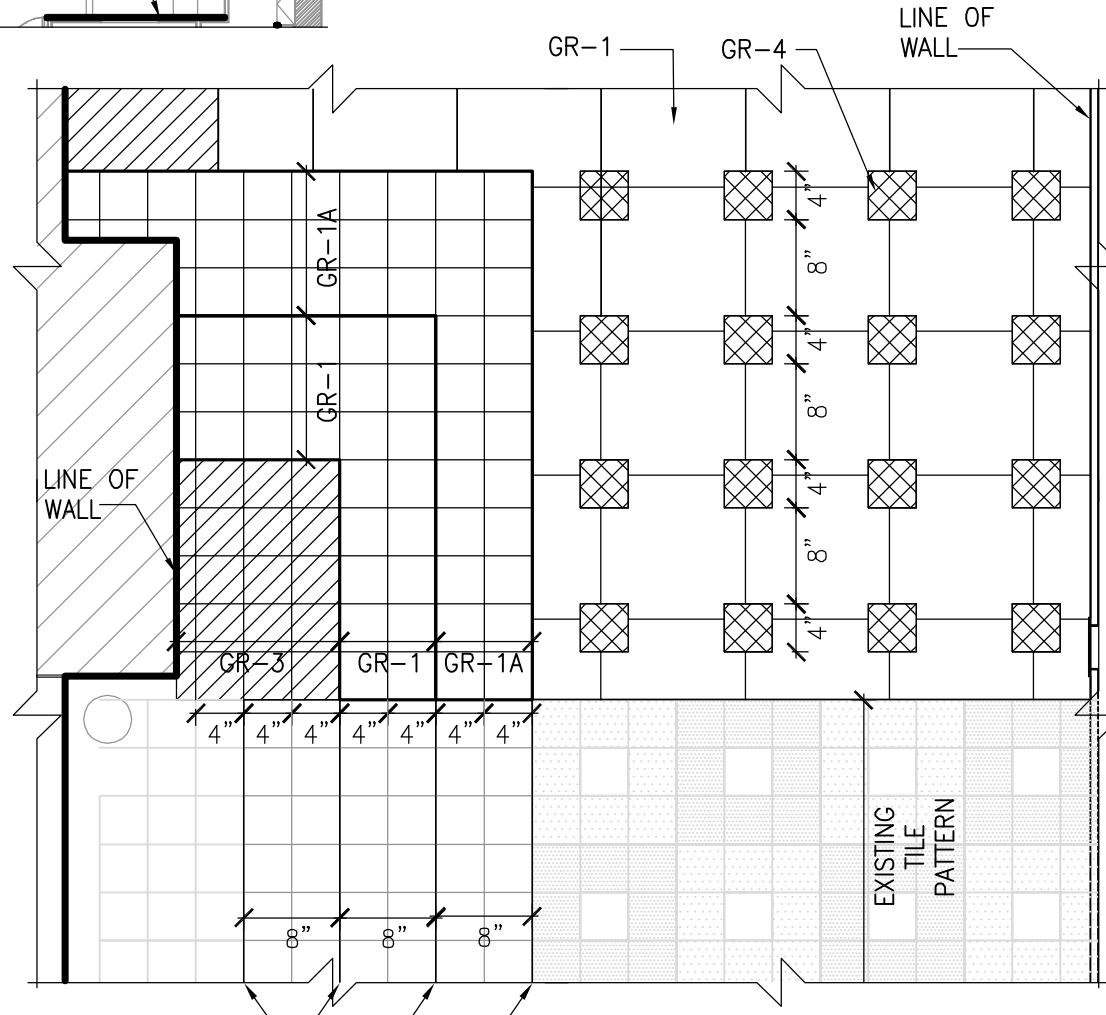 LINE OF
WALL
GR-1
GR-4
4"
8"
4"
8"
4"
8"
4"
GR-1A
GR-1
LINE OF
WALL
GR-3
GR-1
GR-1A
4"
4"
4"
4"
4"
4"
4"
EXISTING
TILE
PATTERN
8"
8"
8"